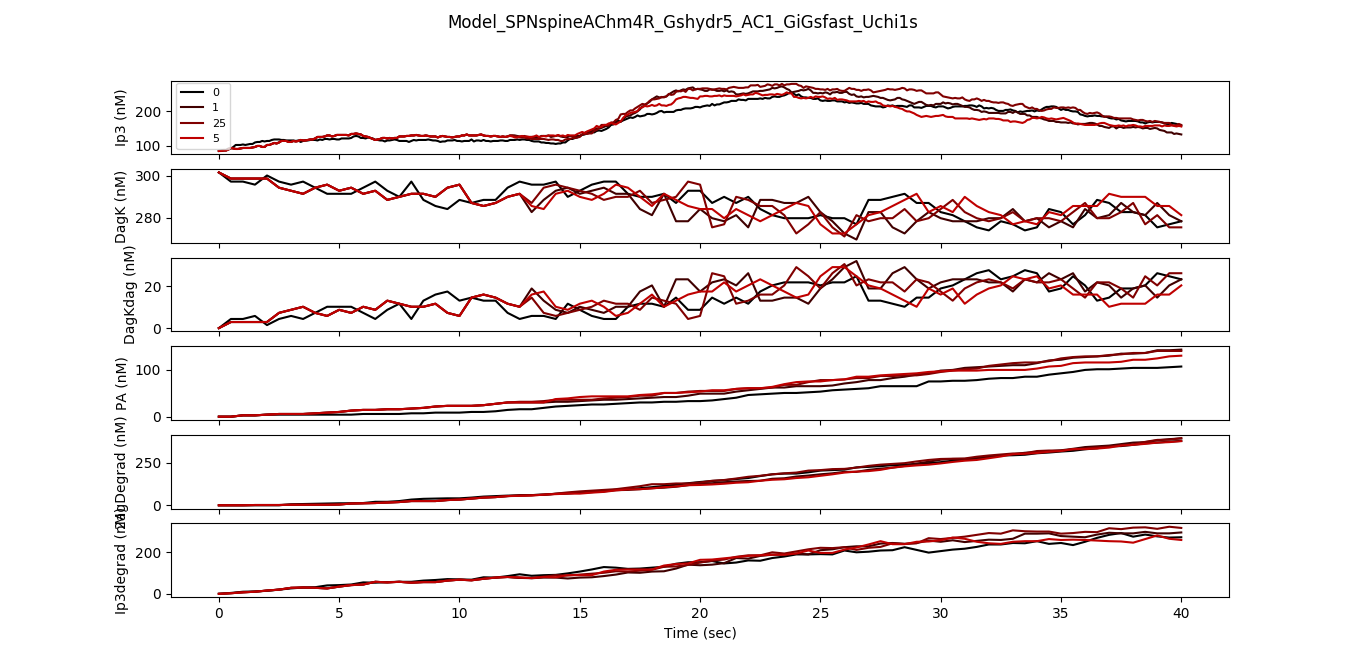 Model_SPNspineAChm4R_Gshydr5_AC1_GiGsfast_Uchi1s
Ip3 (nM)
200
100
0
1
25
5
DagK (nM)
300
280
DagKdag (nM)
20
0
PA (nM)
100
0
2agDegrad (nM)
250
0
Ip3degrad (nM)
200
0
0 5 10 15 20 25 30 35 40
Time (sec)